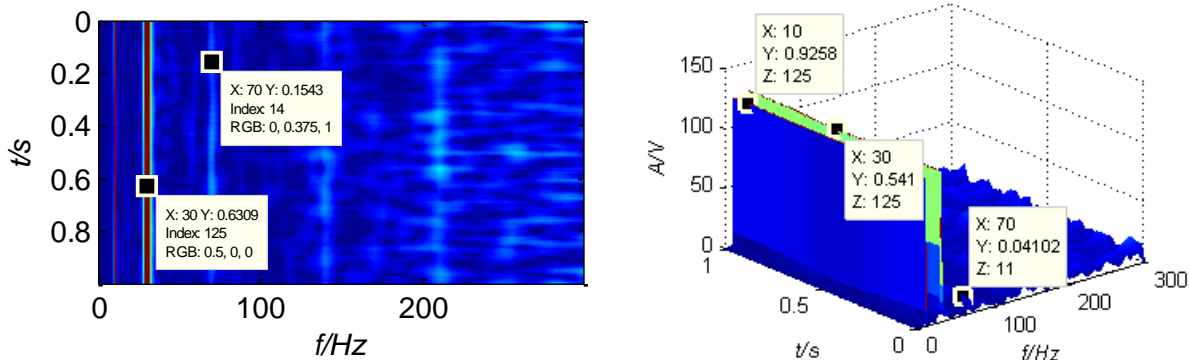 0
0.2
0.4
0.6
0.8
t/s
X: 70 Y: 0.1543
Index: 14
RGB: 0, 0.375, 1
X: 30 Y: 0.6309
Index: 125
RGB: 0.5, 0, 0
0 100 200
f/Hz
150
100
50
0
A/V
X: 10
Y: 0.9258
Z: 125
X: 30
Y: 0.541
Z: 125
X: 70
Y: 0.04102
Z: 11
1
0.5
0
t/s
0
100
200
300
f/Hz